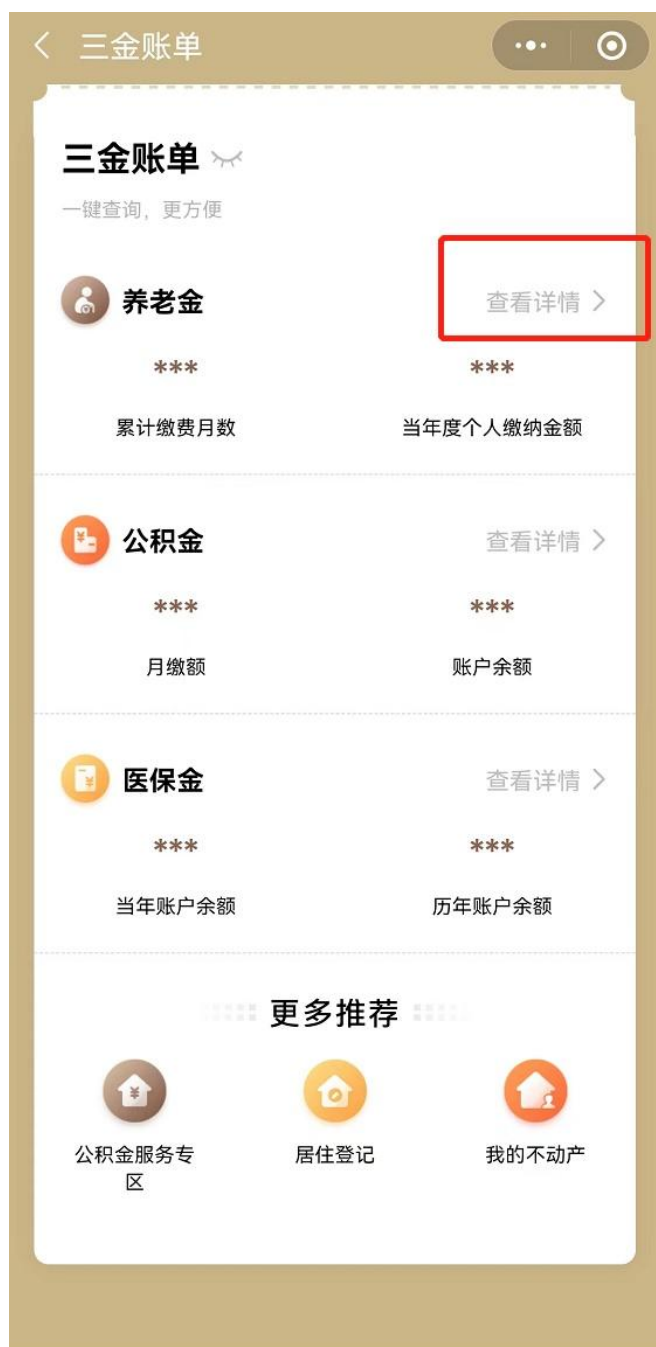 三金账单
三金账单
一键查询，更方便
养老金 查看详情
*** ***
累计缴费月数 当年度个人缴纳金额
公积金 查看详情
*** ***
月缴额 账户余额
医保金 查看详情
*** ***
当年账户余额 历年账户余额
更多推荐
公积金服务专 居住登记 我的不动产
区